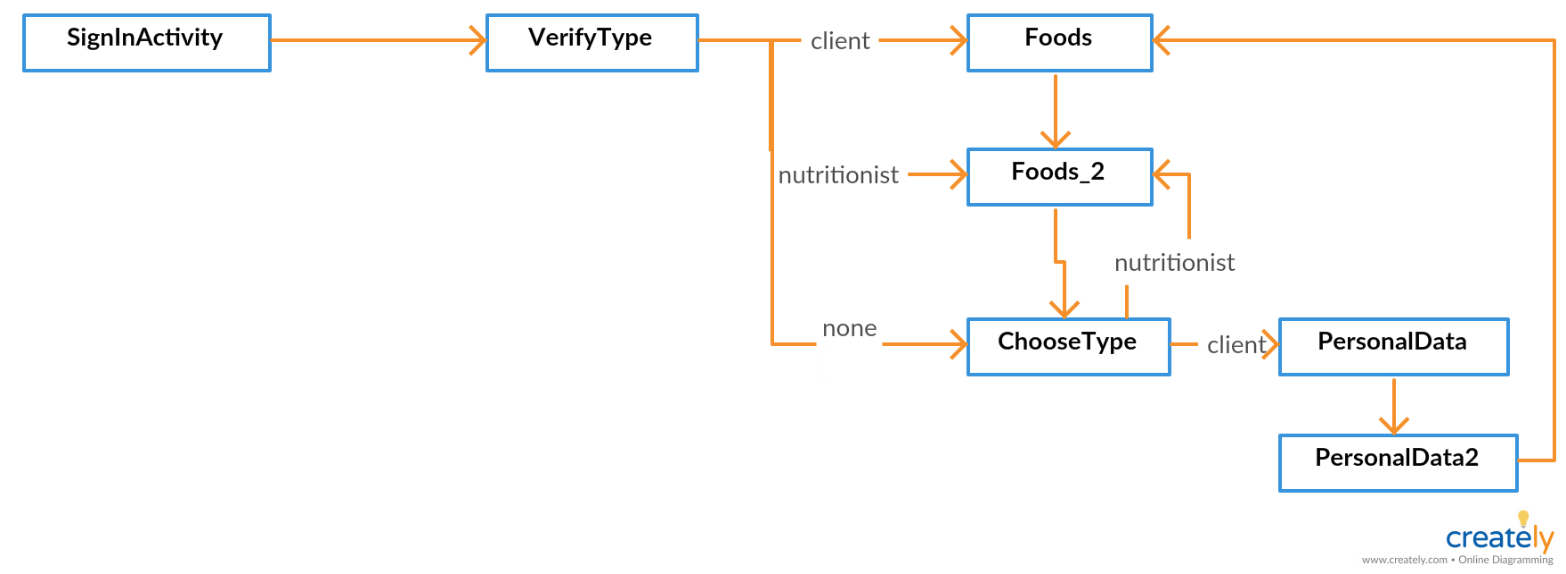 SignInActivity
VerifyType
client
Foods
nutritionist
Foods_2
nutritionist
none
ChooseType
client
PersonalData
PersonalData2
creately
www.creately.com • Online Diagramming